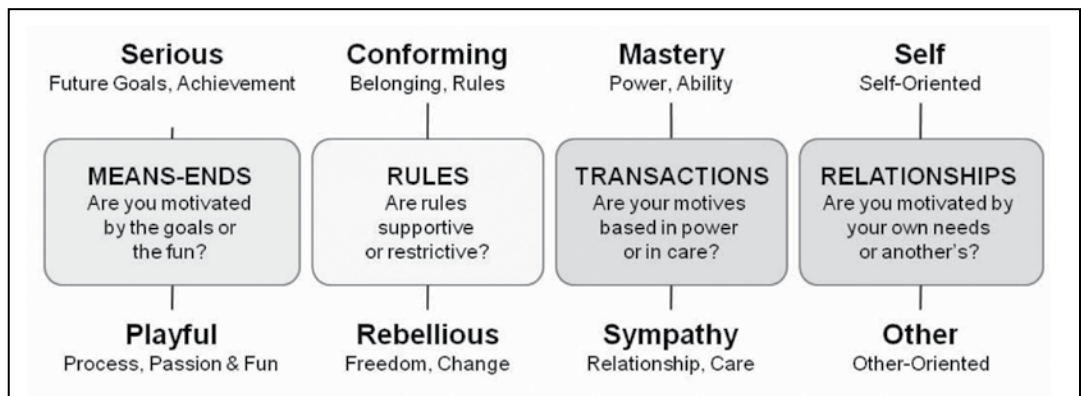 Serious
Future Goals, Achievement
MEANS-ENDS
Are you motivated
by the goals or
the fun?
Playful
Process, Passion & Fun
Conforming
Belonging, Rules
RULES
Are rules
supportive
or restrictive?
Rebellious
Freedom, Change
Mastery
Power, Ability
TRANSACTIONS
Are your motives
based in power
or in care?
Sympathy
Relationship, Care
Self
Self-Oriented
RELATIONSHIPS
Are you motivated by
your own needs
or another's?
Other
Other-Oriented